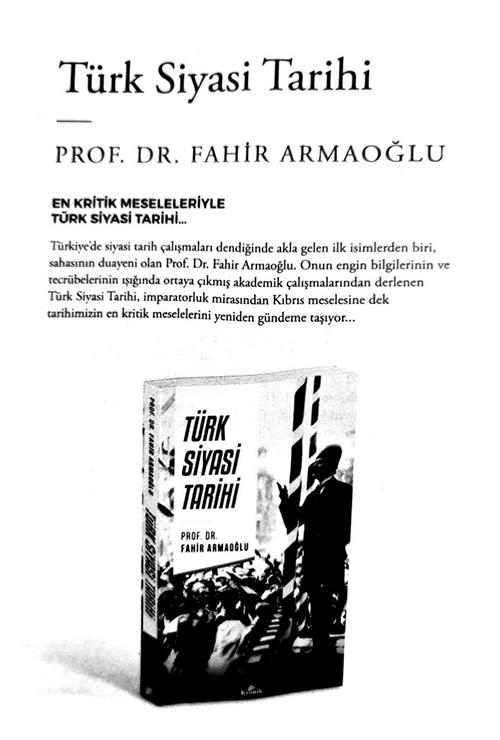 Türk Siyasi Tarihi
PROF. DR. FAHİR ARMAOĞLU
EN KRİTİK MESELELERİYLE
TÜRK SİYASİ TARİHİ...
Türkiye'de siyasi tarih çalışmaları dendiğinde akla gelen ilk isimlerden biri,
sahasının duayeni olan Prof. Dr. Fahir Armaoğlu. Onun engin bilgilerinin ve
tecrübelerinin ışığında ortaya çıkmış akademik çalışmalarından derlenen
Türk Siyasi Tarihi, imparatorluk mirasından Kıbrıs meselesine dek
tarihimizin en kritik meselelerini yeniden gündeme taşıyor...
PROF. DR. FAHİR ARMAOĞLU
TÜRK SİYASİ TARİHİ
TÜRK
SİYASİ
TARİHİ
PROF. DR.
FAHİR ARMAOĞLU
Kronik